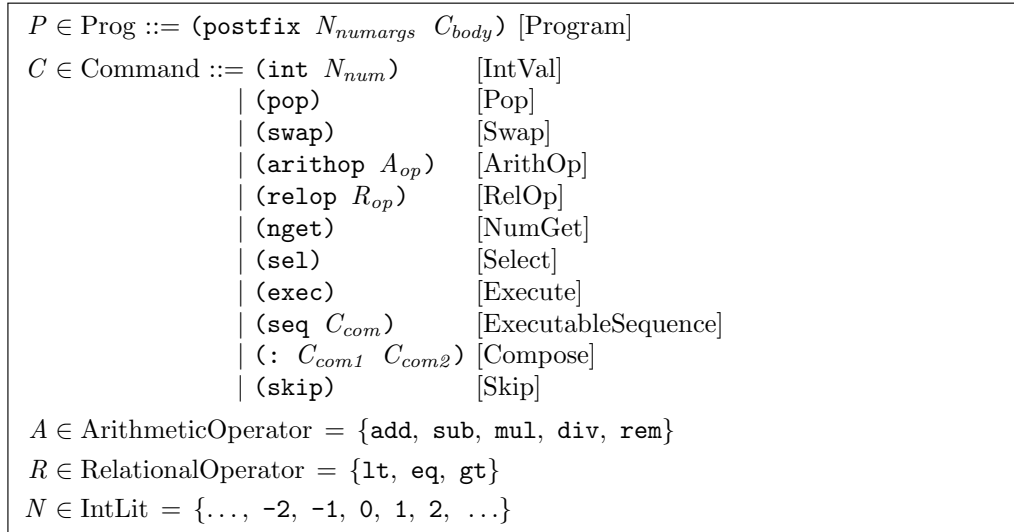 P ∈ Prog ::= (postfix N_numargs C_body) [Program]
C ∈ Command ::= (int N_num) [IntVal]
| (pop) [Pop]
| (swap) [Swap]
| (arithop A_op) [ArithOp]
| (relop R_op) [RelOp]
| (nget) [NumGet]
| (sel) [Select]
| (exec) [Execute]
| (seq C_com) [ExecutableSequence]
| (: C_com1 C_com2) [Compose]
| (skip) [Skip]
A ∈ ArithmeticOperator = {add, sub, mul, div, rem}
R ∈ RelationalOperator = {lt, eq, gt}
N ∈ IntLit = {..., -2, -1, 0, 1, 2, ...}